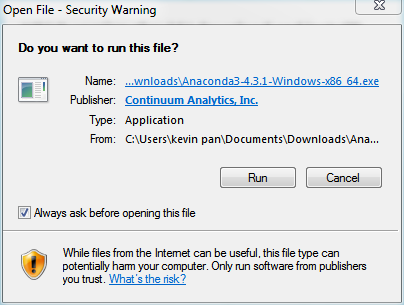 Open File - Security Warning
Do you want to run this file?
Name: ...wnloads\Anaconda3-4.3.1-Windows-x86_64.exe
Publisher: Continuum Analytics, Inc.
Type: Application
From: C:\Users\kevin pan\Documents\Downloads\Ana...
Run Cancel
Always ask before opening this file
While files from the Internet can be useful, this file type can
potentially harm your computer. Only run software from publishers
you trust. What's the risk?